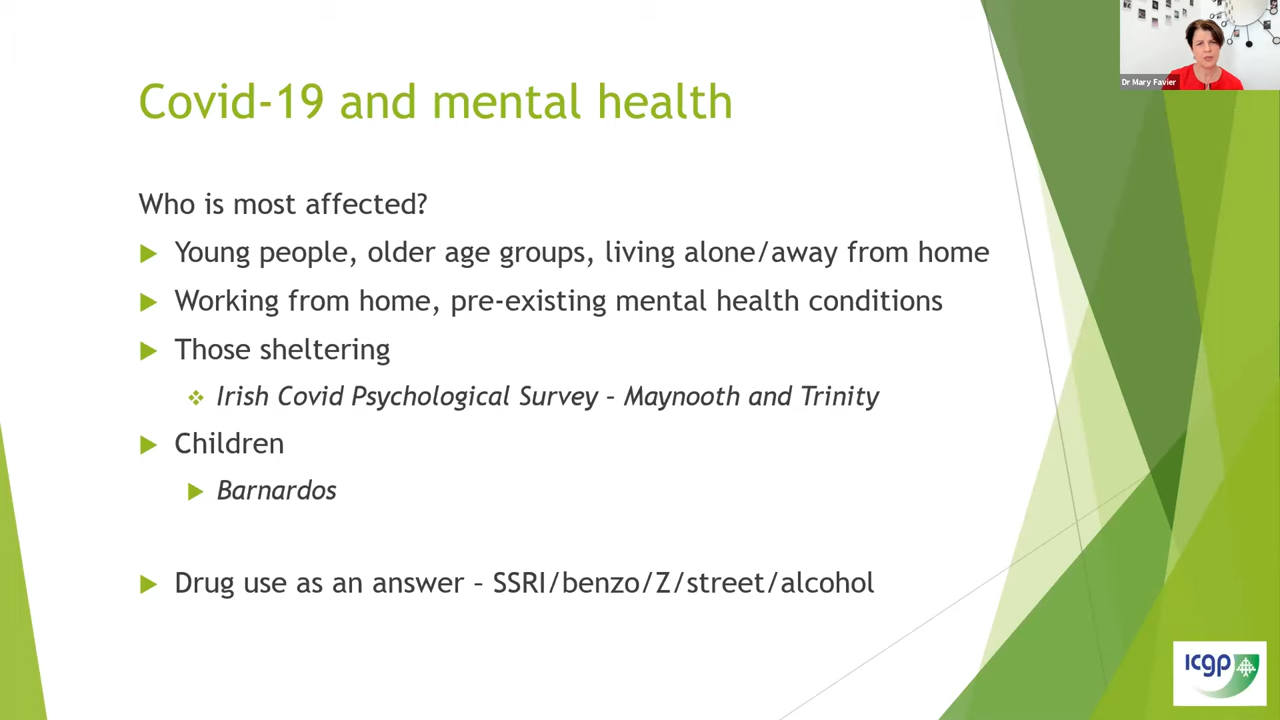 Dr Mary Favier
Covid-19 and mental health
Who is most affected?
Young people, older age groups, living alone/away from home
Working from home, pre-existing mental health conditions
Those sheltering
Irish Covid Psychological Survey – Maynooth and Trinity
Children
Barnardos
Drug use as an answer – SSRI/benzo/Z/street/alcohol
icgp